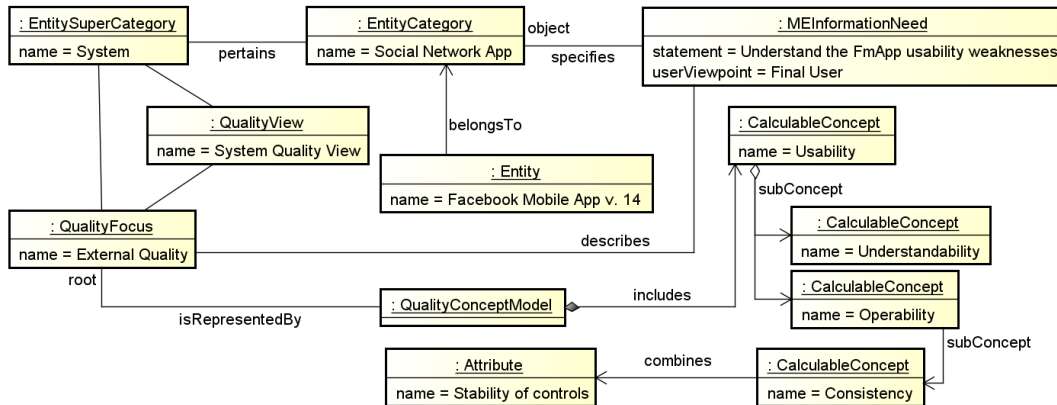 : EntitySuperCategory
name = System
pertains
: EntityCategory
name = Social Network App
object
specifies
: MEInformationNeed
statement = Understand the FmApp usability weaknesses
userViewpoint = Final User
: QualityView
name = System Quality View
belongsTo
: Entity
name = Facebook Mobile App v. 14
: CalculableConcept
name = Usability
subConcept
: QualityFocus
name = External Quality
root
describes
: CalculableConcept
name = Understandability
: CalculableConcept
name = Operability
isRepresentedBy
: QualityConceptModel
includes
subConcept
: Attribute
name = Stability of controls
combines
: CalculableConcept
name = Consistency